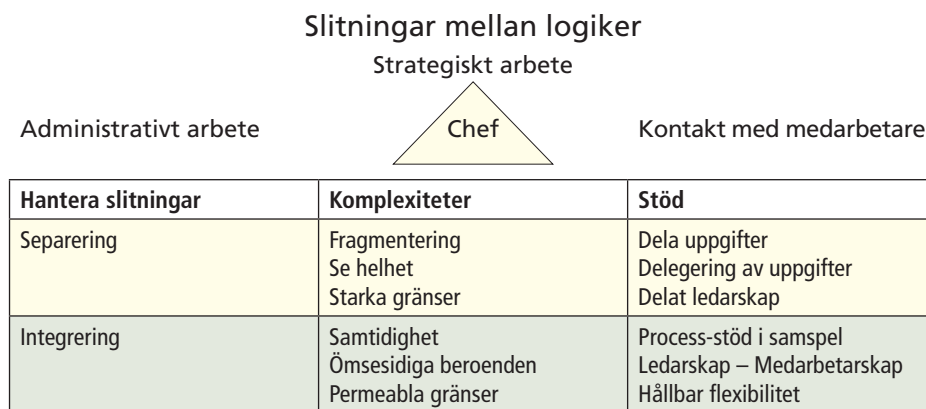 Slitningar mellan logiker
Strategiskt arbete
Administrativt arbete Chef Kontakt med medarbetare
Hantera slitningar Komplexiteter Stöd
Separering Fragmentering Dela uppgifter
Se helhet Delegering av uppgifter
Starka gränser Delat ledarskap
Integrering Samtidighet Process-stöd i samspel
Ömsesidiga beroenden Ledarskap – Medarbetarskap
Permeabla gränser Hållbar flexibilitet